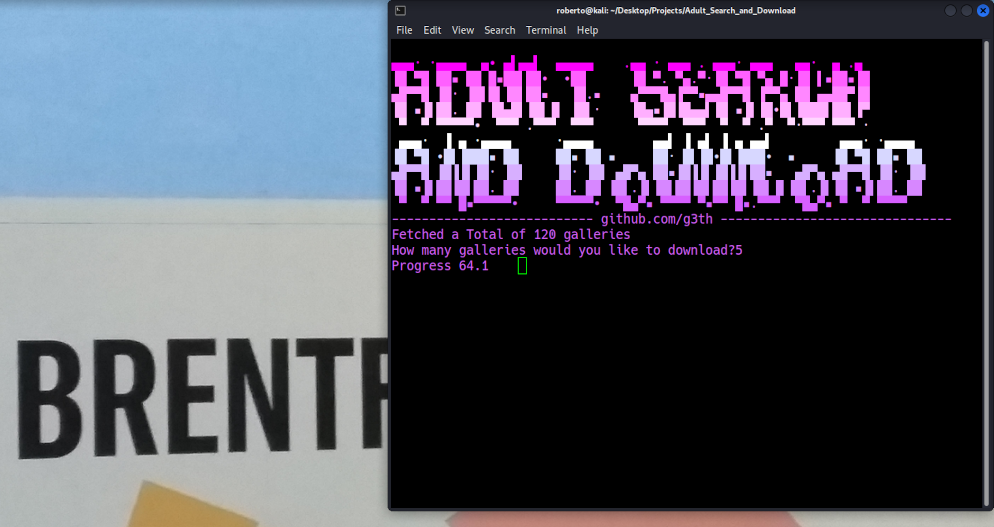 roberto@kali: ~/Desktop/Projects/Adult_Search_and_Download
File Edit View Search Terminal Help
ADULT SEARCH
AND DoWNLoAD
--------------------------- github.com/g3th ------------------------------
Fetched a Total of 120 galleries
How many galleries would you like to download?5
Progress 64.1
BRENTF